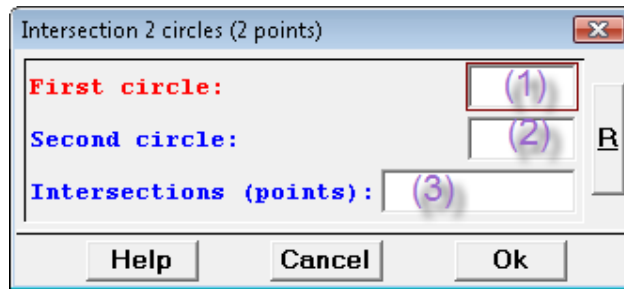 Intersection 2 circles (2 points)
First circle: (1)
Second circle: (2)
R
Intersections (points): (3)
Help Cancel Ok